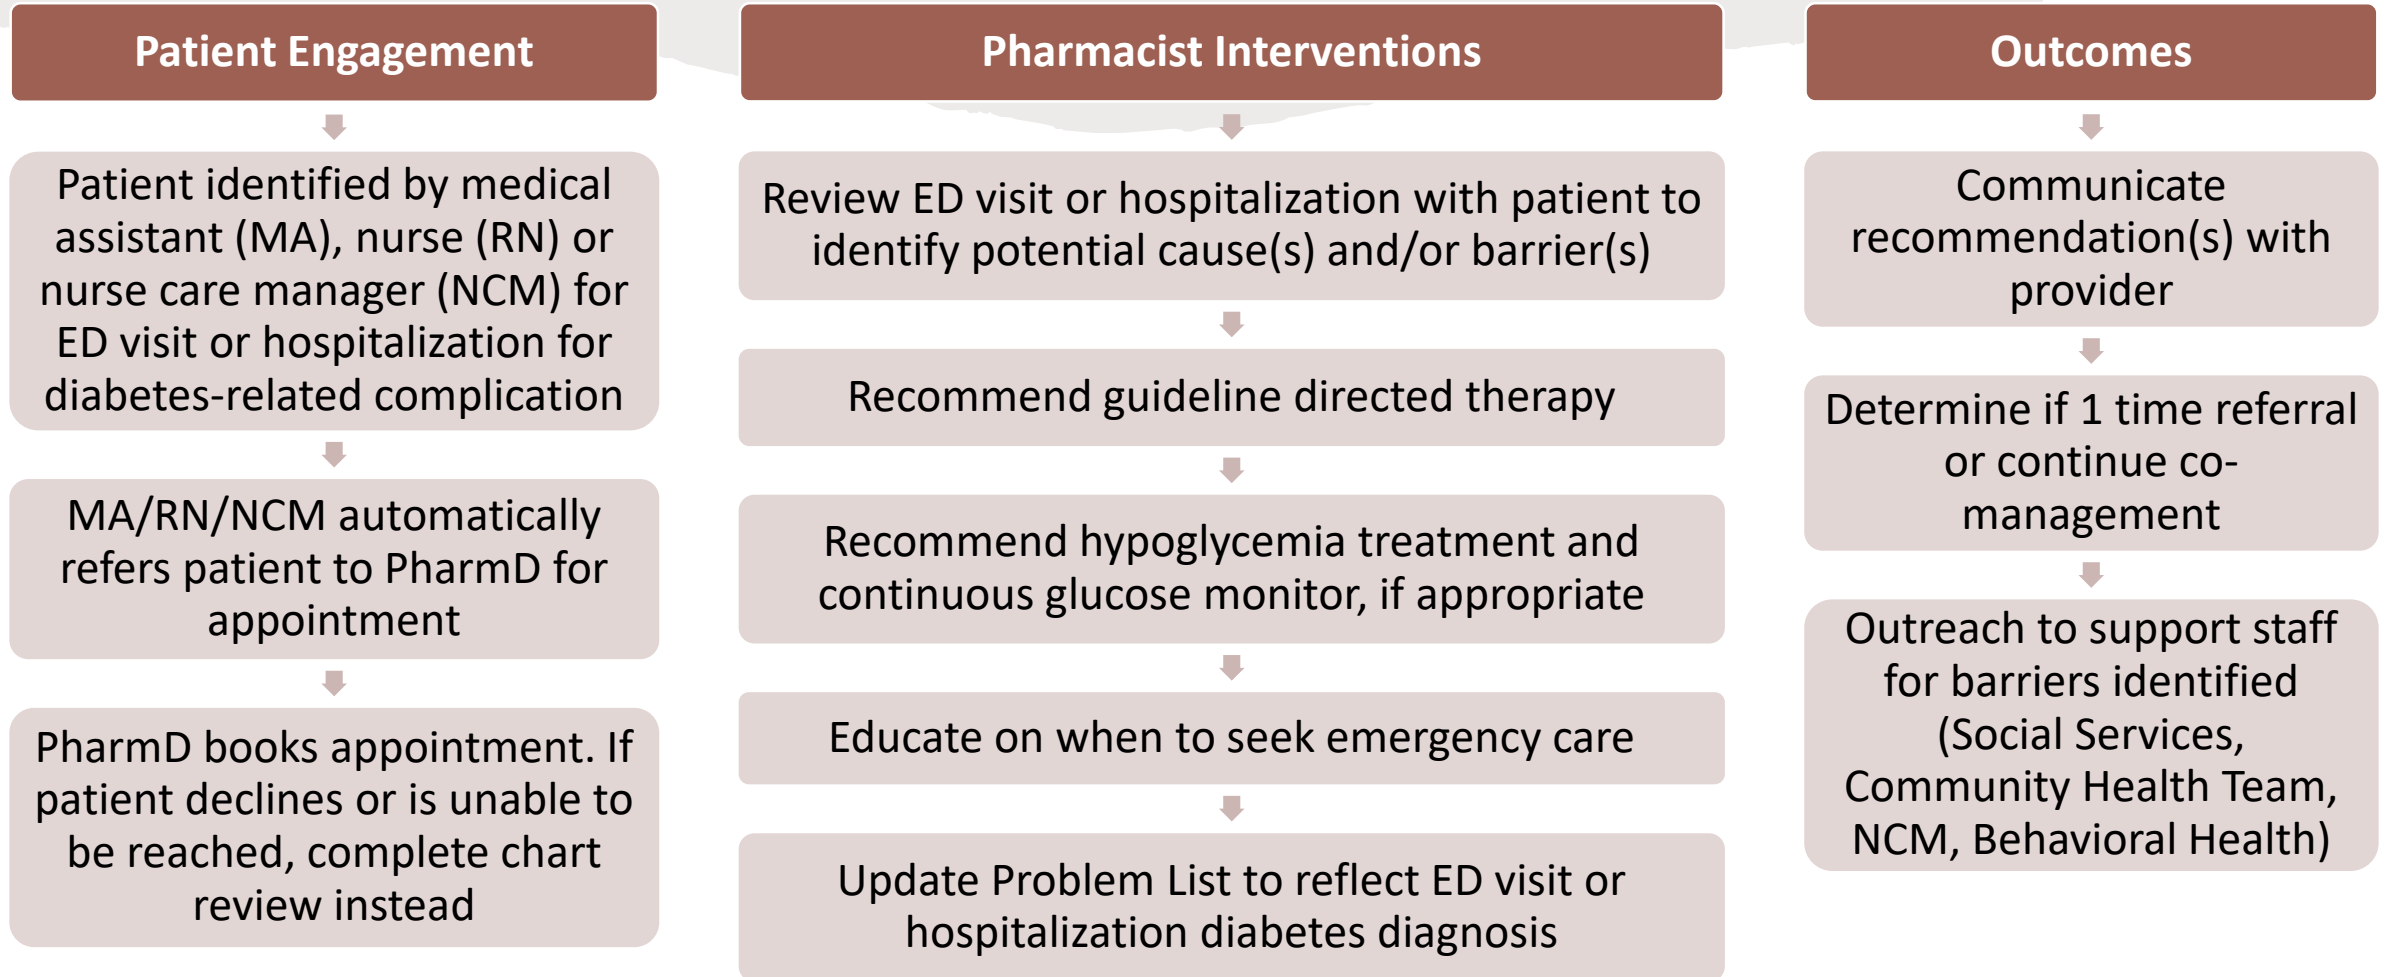 Patient Engagement
Patient identified by medical
assistant (MA), nurse (RN) or
nurse care manager (NCM) for
ED visit or hospitalization for
diabetes-related complication
MA/RN/NCM automatically
refers patient to PharmD for
appointment
PharmD books appointment. If
patient declines or is unable to
be reached, complete chart
review instead
Pharmacist Interventions
Review ED visit or hospitalization with patient to
identify potential cause(s) and/or barrier(s)
Recommend guideline directed therapy
Recommend hypoglycemia treatment and
continuous glucose monitor, if appropriate
Educate on when to seek emergency care
Update Problem List to reflect ED visit or
hospitalization diabetes diagnosis
Outcomes
Communicate
recommendation(s) with
provider
Determine if 1 time referral
or continue co-
management
Outreach to support staff
for barriers identified
(Social Services,
Community Health Team,
NCM, Behavioral Health)